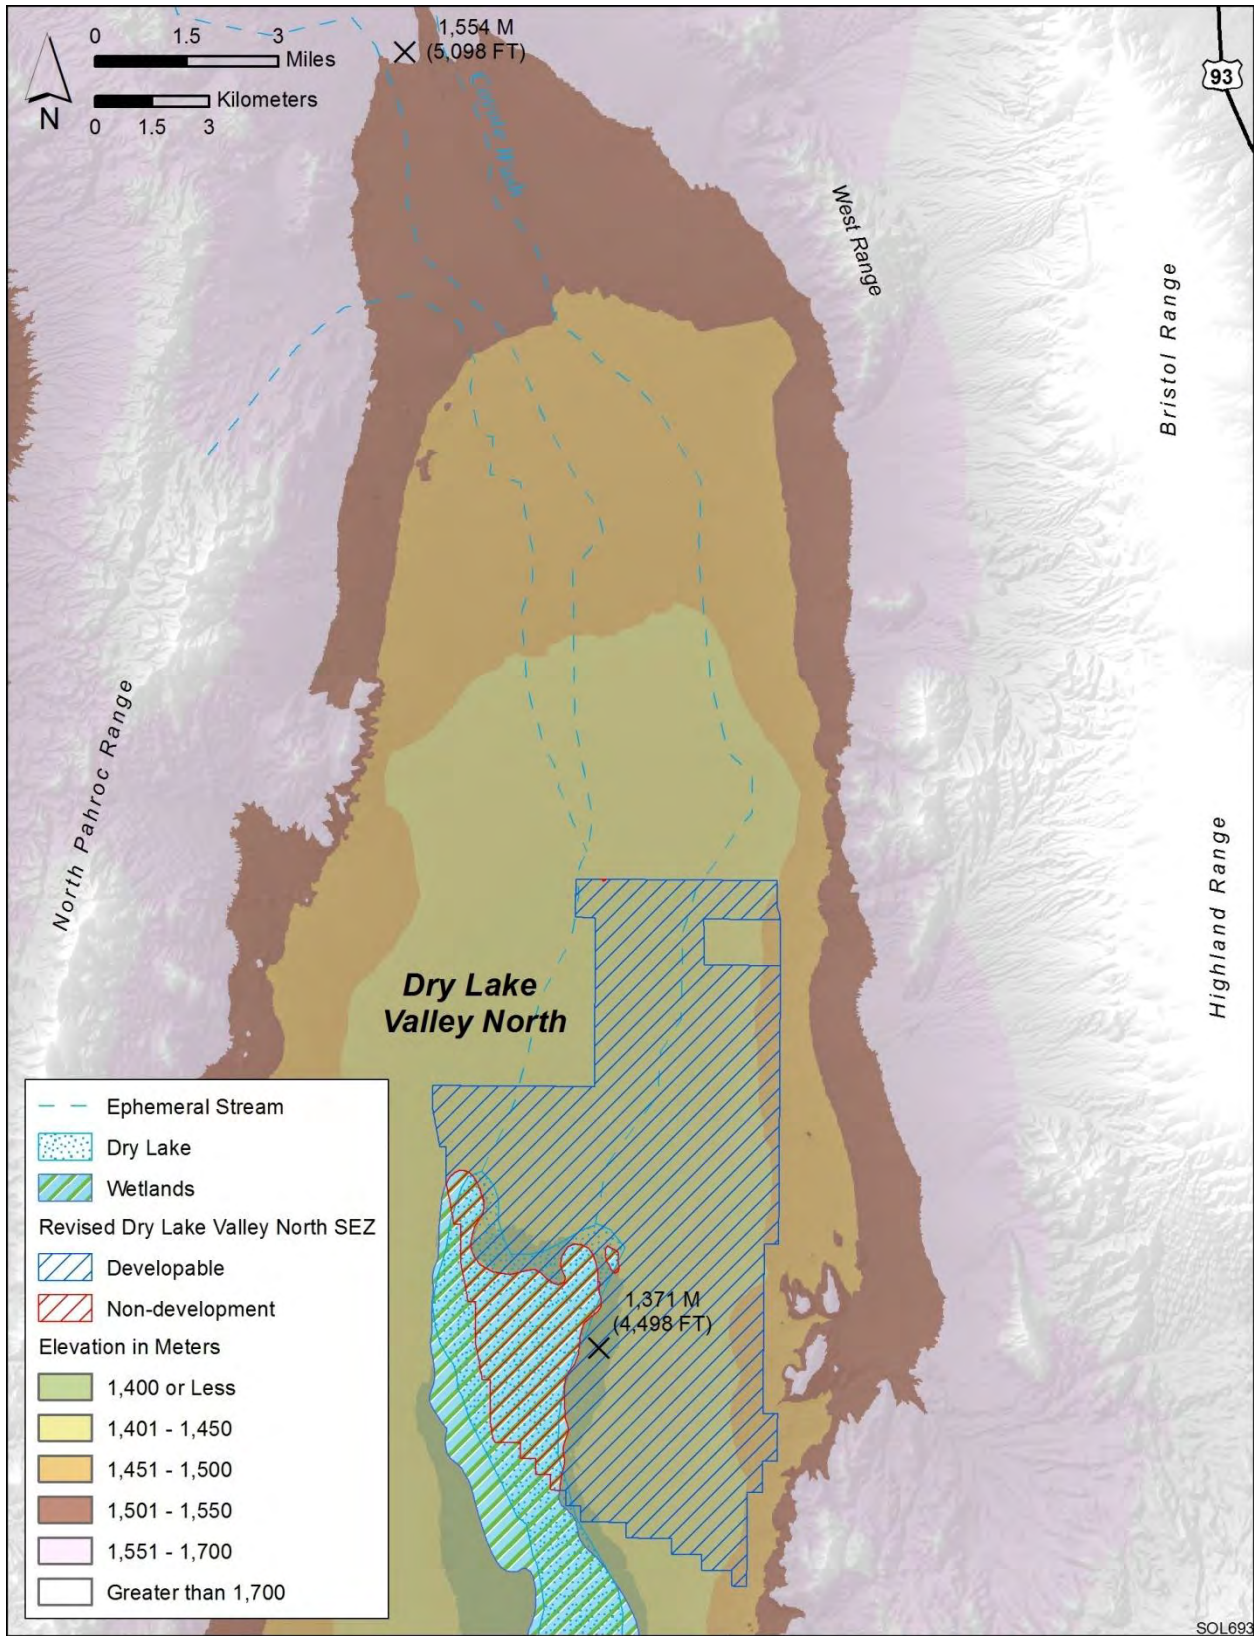 1,554 M
(5,098 FT)
0 1.5 3
Miles
Kilometers
0 1.5 3
N
93
Coyote Wash
West Range
Bristol Range
North Pahroc Range
Highland Range
Dry Lake
Valley North
1,371 M
(4,498 FT)
Ephemeral Stream
Dry Lake
Wetlands
Revised Dry Lake Valley North SEZ
Developable
Non-development
Elevation in Meters
1,400 or Less
1,401 - 1,450
1,451 - 1,500
1,501 - 1,550
1,551 - 1,700
Greater than 1,700
SOL693